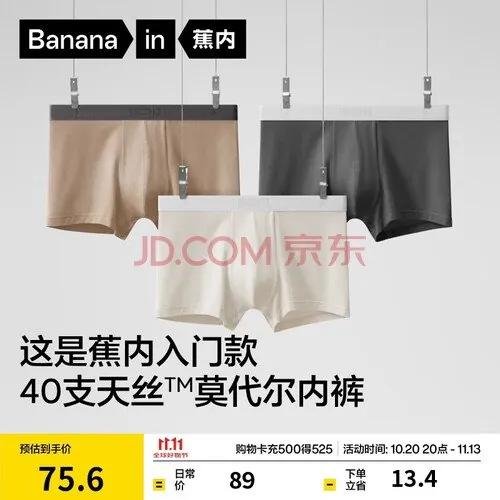 Banana in 蕉内
JD.COM 京东
这是蕉内入门款
40支天丝™莫代尔内裤
预估到手价
75.6
11.11
全球好物节
购物卡充500得525
活动时间: 10.20 20点 - 11.13
=
日常价
89
-
下单立省
13.4